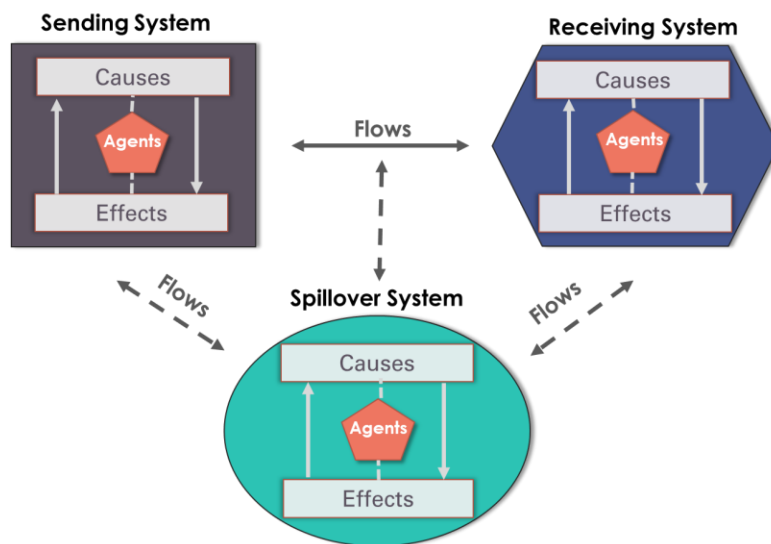 Sending System
Receiving System
Causes
Agents
Effects
Flows
Causes
Agents
Effects
Flows
Spillover System
Flows
Causes
Agents
Effects